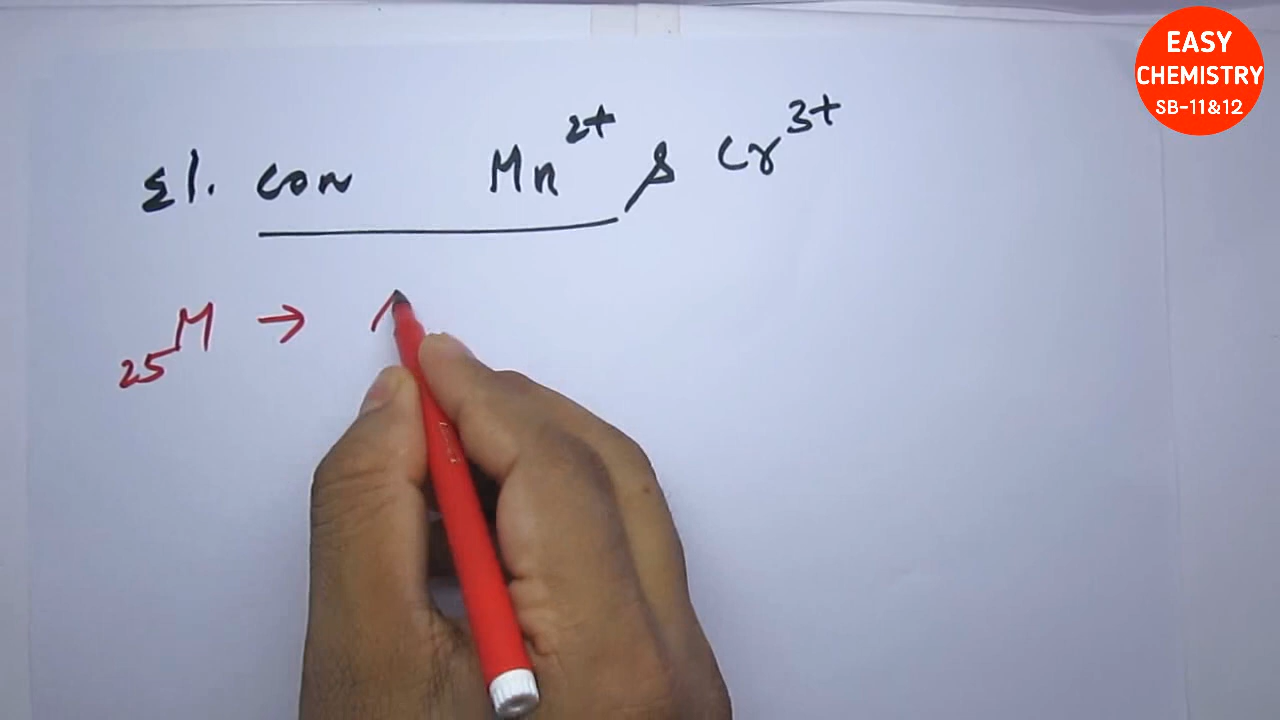 EASY
CHEMISTRY
SB-11&12
El. con Mn²⁺ & Cr³⁺
₂₅M →